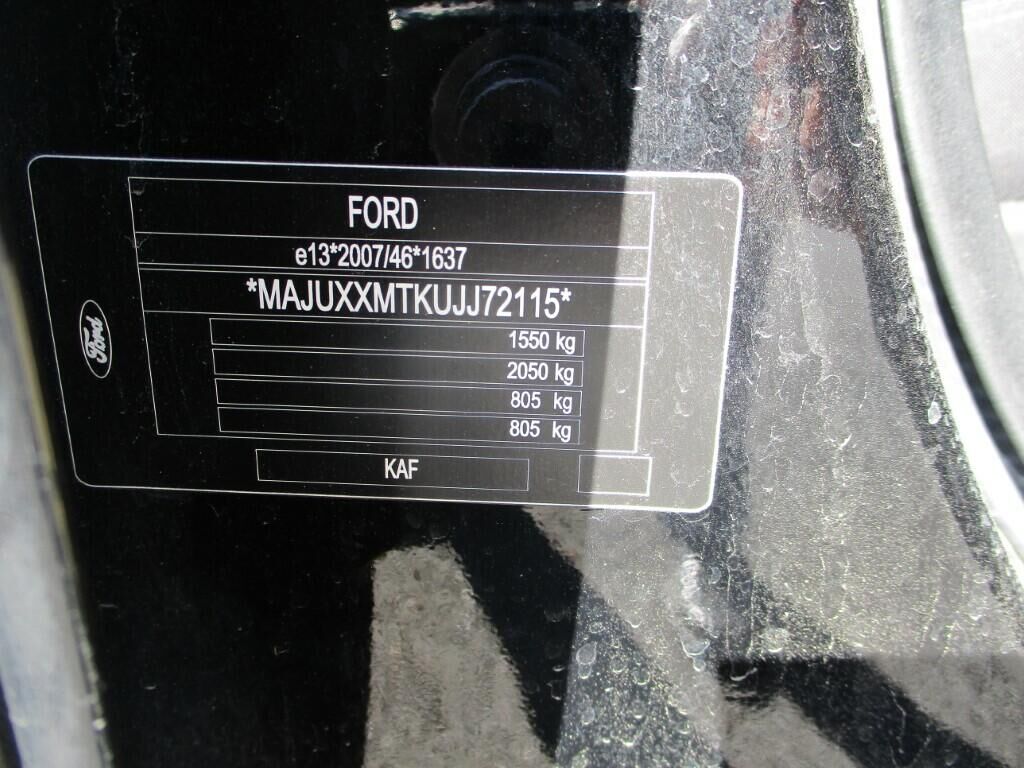 FORD
e13*2007/46*1637
*MAJUXXMTKUJJ72115*
Ford
1550 kg
2050 kg
805 kg
805 kg
KAF